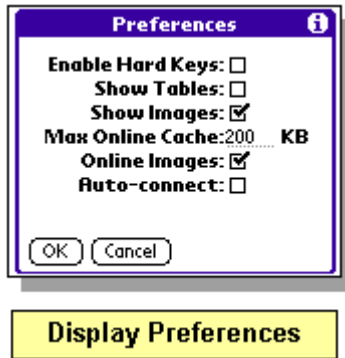 Preferences i
Enable Hard Keys:
Show Tables:
Show Images:
Max Online Cache:200 KB
Online Images:
Auto-connect:
OK Cancel
Display Preferences